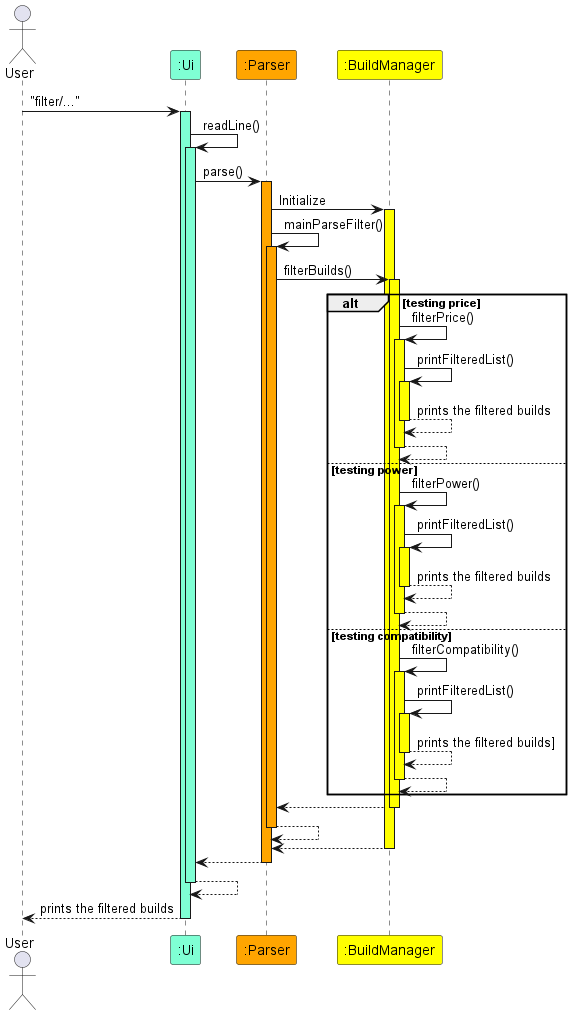 User
:Ui
:Parser
:BuildManager
"filter/..."
readLine()
parse()
Initialize
mainParseFilter()
filterBuilds()
alt
[testing price]
filterPrice()
printFilteredList()
prints the filtered builds
[testing power]
filterPower()
printFilteredList()
prints the filtered builds
[testing compatibility]
filterCompatibility()
printFilteredList()
prints the filtered builds]
prints the filtered builds
User
:Ui
:Parser
:BuildManager